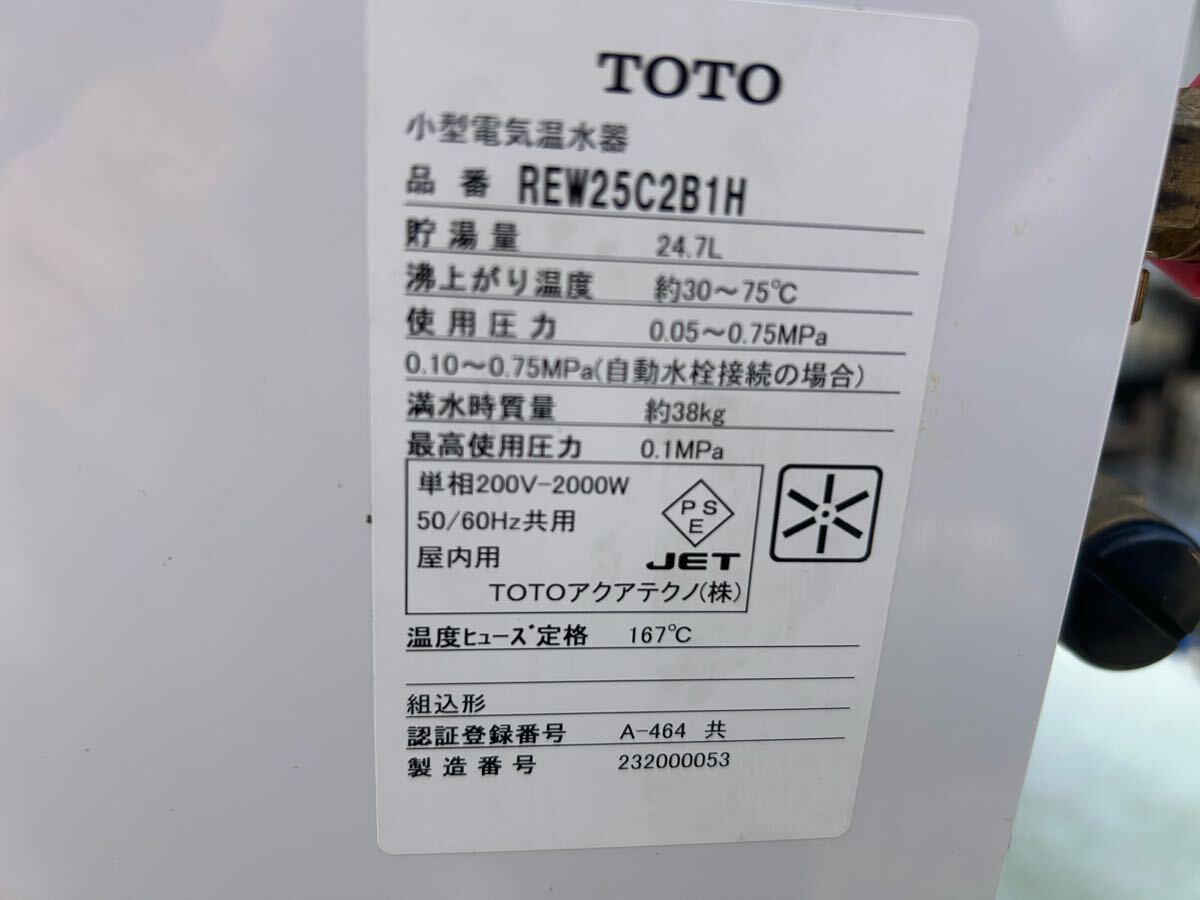 TOTO
小型電気温水器
品番 REW25C2B1H
貯湯量 24.7L
沸上がり温度 約30～75℃
使用圧力 0.05～0.75MPa
0.10～0.75MPa(自動水栓接続の場合)
満水時質量 約38kg
最高使用圧力 0.1MPa
単相200V-2000W
50/60Hz共用
屋内用
PSE
JET
TOTOアクアテクノ(株)
温度ヒューズ定格 167℃
組込形
認証登録番号 A-464 共
製造番号 232000053